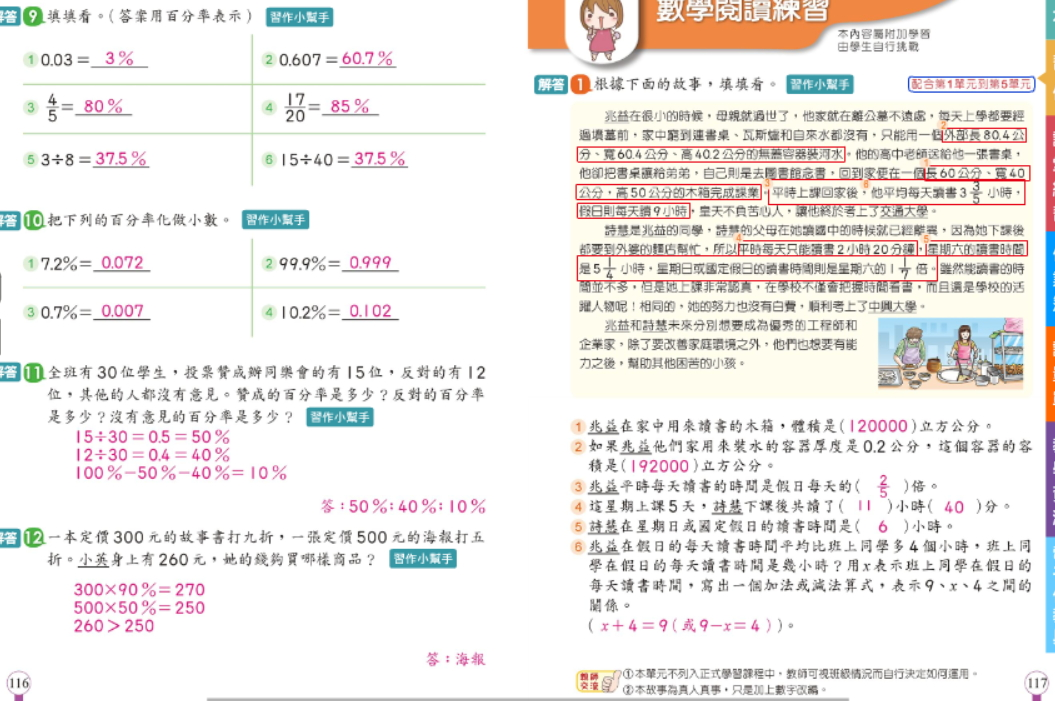 解答 9 填填看。(答案用百分率表示) 習作小幫手
1 0.03=3%
2 0.607=60.7%
3 4/5=80%
4 17/20=85%
5 3÷8=37.5%
6 15÷40=37.5%
解答 10 把下列的百分率化做小數。 習作小幫手
1 7.2%=0.072
2 99.9%=0.999
3 0.7%=0.007
4 10.2%=0.102
解答 11 全班有30位學生,投票贊成辦同樂會的有15位,反對的有12
位,其他的人都沒有意見。贊成的百分率是多少?反對的百分率
是多少?沒有意見的百分率是多少? 習作小幫手
15÷30=0.5=50%
12÷30=0.4=40%
100%-50%-40%=10%
答:50%;40%;10%
解答 12 一本定價300元的故事書打九折,一張定價500元的海報打五
折。小英身上有260元,她的錢夠買哪樣商品? 習作小幫手
300×90%=270
500×50%=250
260>250
答:海報
116
數學閱讀練習
本內容屬附加學習
由學生自行挑戰
解答 1 根據下面的故事,填填看。 習作小幫手 配合第1單元到第5單元
兆益在很小的時候,母親就過世了,他家就在離公墓不遠處,每天上學都要經
過墳墓前,家中窮到連書桌、瓦斯爐和自來水都沒有,只能用一個外部長80.4公
分、寬60.4公分、高40.2公分的無蓋容器裝河水。他的高中老師送給他一張書桌,
他卻把書桌讓給弟弟,自己則是去圖書館念書,回到家便在一個長60公分、寬40
公分,高50公分的木箱完成課業。平時上課回家後,他平均每天讀書3 3/5小時,
假日則每天讀9小時,皇天不負苦心人,讓他終於考上了交通大學。
詩慧是兆益的同學,詩慧的父母在她讀國中的時候就已經離異,因為她下課後
都要到外婆的麵店幫忙,所以平時每天只能讀書2小時20分鐘,星期六的讀書時間
是5 1/4小時,星期日或國定假日的讀書時間則是星期六的1 1/7倍。雖然能讀書的時
間並不多,但是她上課非常認真,在學校不僅會把握時間看書,而且還是學校的活
躍人物呢!相同的,她的努力也沒有白費,順利考上了中興大學。
兆益和詩慧未來分別想要成為優秀的工程師和
企業家,除了要改善家庭環境之外,他們也想要有能
力之後,幫助其他困苦的小孩。
1 兆益在家中用來讀書的木箱,體積是(120000)立方公分。
2 如果兆益他們家用來裝水的容器厚度是0.2公分,這個容器的容
積是(192000)立方公分。
3 兆益平時每天讀書的時間是假日每天的( 2/5 )倍。
4 這星期上課5天,詩慧下課後共讀了( 11 )小時( 40 )分。
5 詩慧在星期日或國定假日的讀書時間是( 6 )小時。
6 兆益在假日的每天讀書時間平均比班上同學多4個小時,班上同
學在假日的每天讀書時間是幾小時?用x表示班上同學在假日的
每天讀書時間,寫出一個加法或減法算式,表示9、x、4之間的
關係。
( x+4=9(或9-x=4))。
教師交流 ①本單元不列入正式學習課程中,教師可視班級情況而自行決定如何運用。
②本故事為真人真事,只是加上數字改編。
117